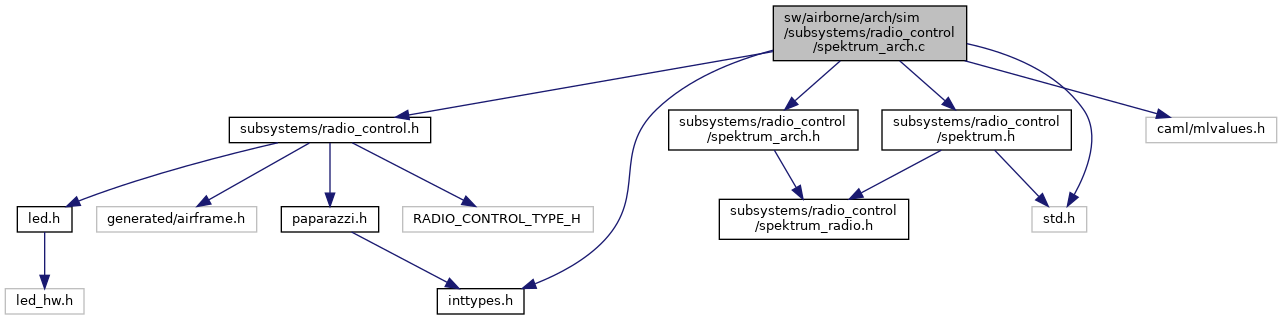 sw/airborne/arch/sim
/subsystems/radio_control
/spektrum_arch.c
subsystems/radio_control.h
subsystems/radio_control
/spektrum_arch.h
subsystems/radio_control
/spektrum.h
caml/mlvalues.h
led.h
generated/airframe.h
paparazzi.h
RADIO_CONTROL_TYPE_H
subsystems/radio_control
/spektrum_radio.h
std.h
led_hw.h
inttypes.h